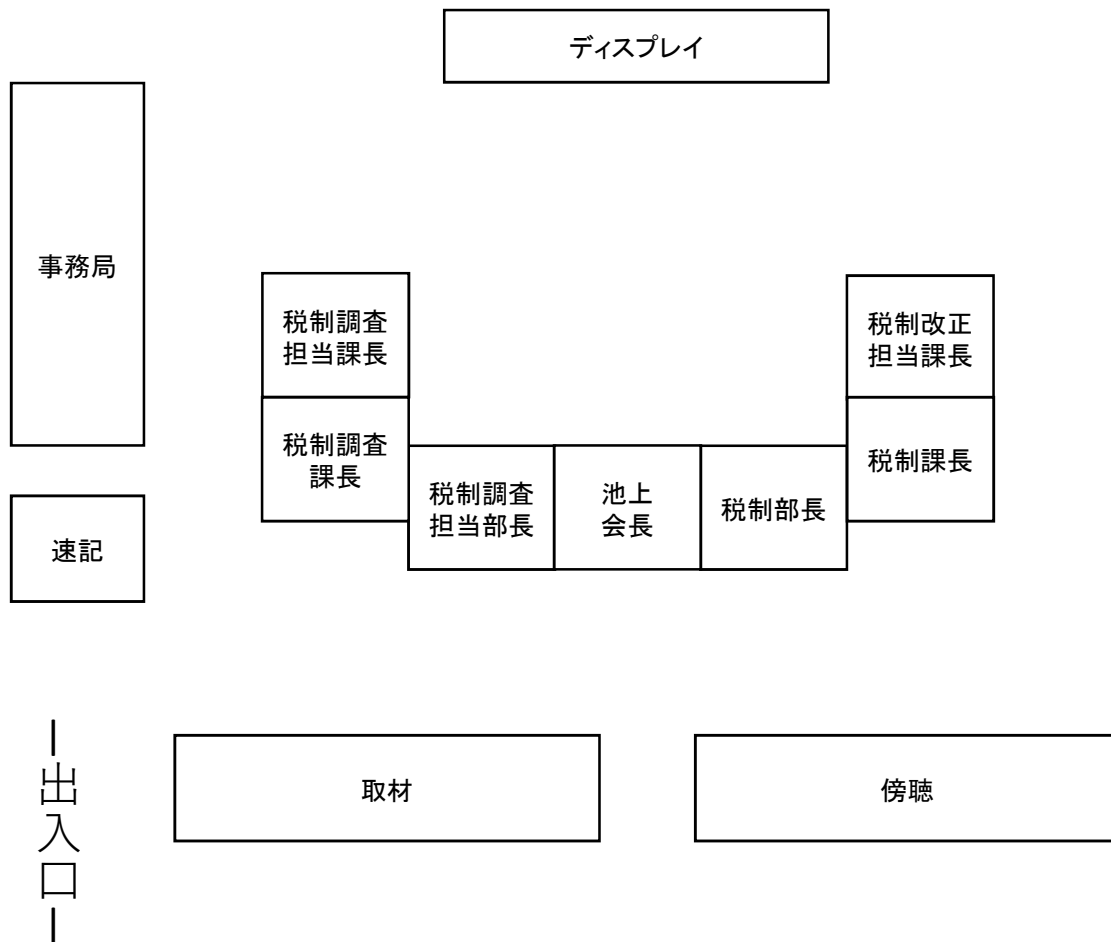 ディスプレイ
事務局
税制調査
担当課長
税制改正
担当課長
税制調査
課長
税制課長
税制調査
担当部長
池上
会長
税制部長
速記
出入口
取材
傍聴